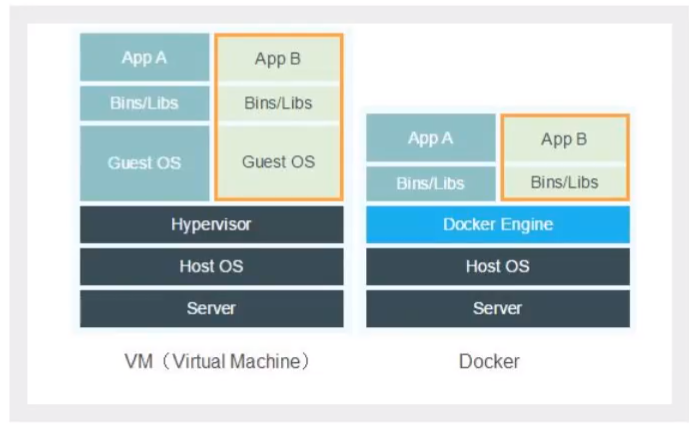 App A
App B
Bins/Libs
Bins/Libs
Guest OS
Guest OS
Hypervisor
Host OS
Server
VM（Virtual Machine）
App A
App B
Bins/Libs
Bins/Libs
Docker Engine
Host OS
Server
Docker